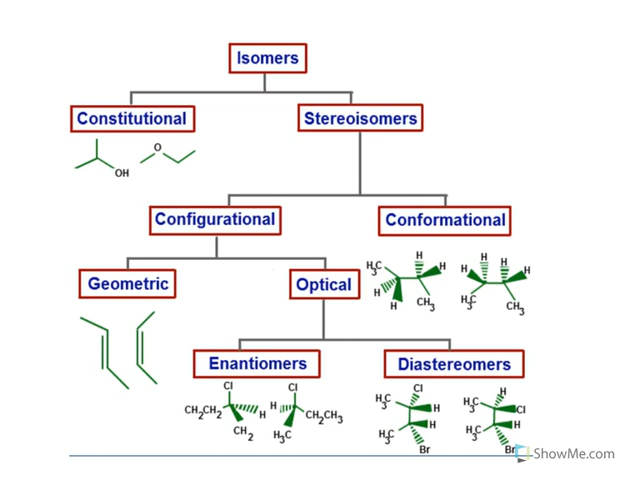 Isomers
Constitutional
Stereoisomers
O
OH
Configurational
Conformational
H
H₃C
H
H
H
CH₃
H
H
H
H
H₃C
CH₃
Geometric
Optical
Enantiomers
Diastereomers
Cl
CH₂CH₂
H
CH₂
Cl
H
CH₂CH₃
H₃C
Cl
H₃C
H
H₃C
H
Br
H
H₃C
Cl
H₃C
H
Br
ShowMe.com